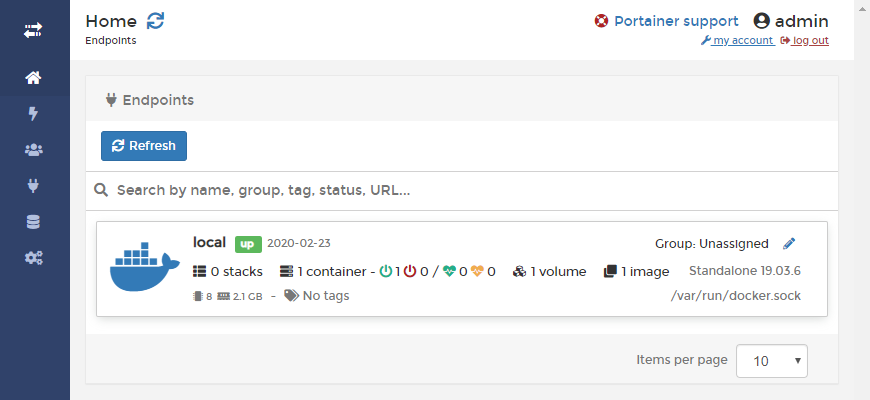 Home
Portainer support
admin
Endpoints
my account
log out
Endpoints
Refresh
Search by name, group, tag, status, URL...
local up 2020-02-23
Group: Unassigned
0 stacks 1 container - 1 0 / 0 0 1 volume 1 image
Standalone 19.03.6
8 2.1 GB - No tags
/var/run/docker.sock
Items per page 10